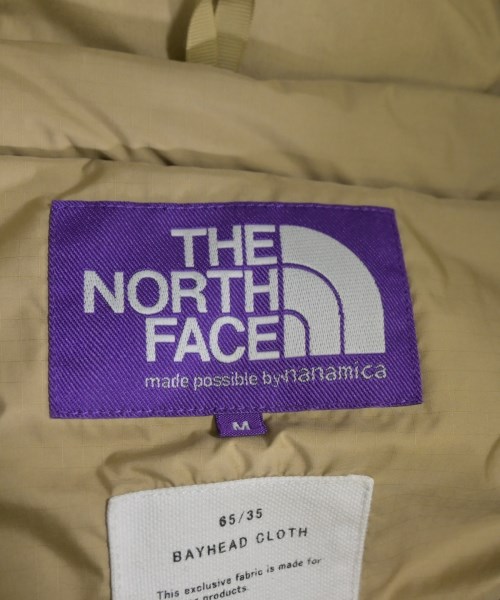 THE
NORTH
FACE
made possible by nanamica
M
65/35
BAYHEAD CLOTH
This exclusive fabric is made for
products.